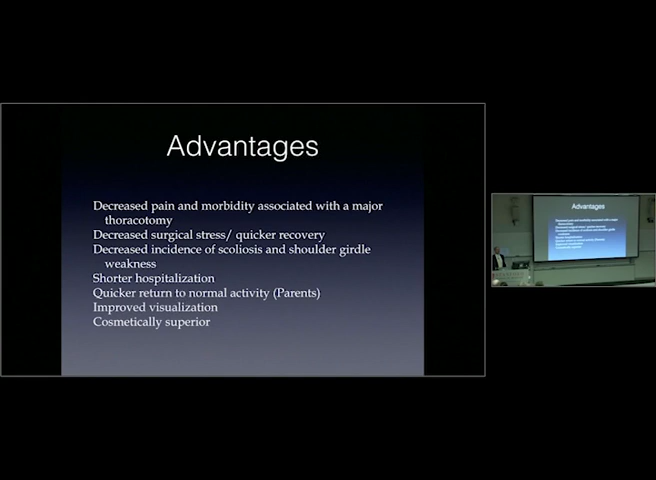 Advantages
Decreased pain and morbidity associated with a major
thoracotomy
Decreased surgical stress/ quicker recovery
Decreased incidence of scoliosis and shoulder girdle
weakness
Shorter hospitalization
Quicker return to normal activity (Parents)
Improved visualization
Cosmetically superior
Advantages